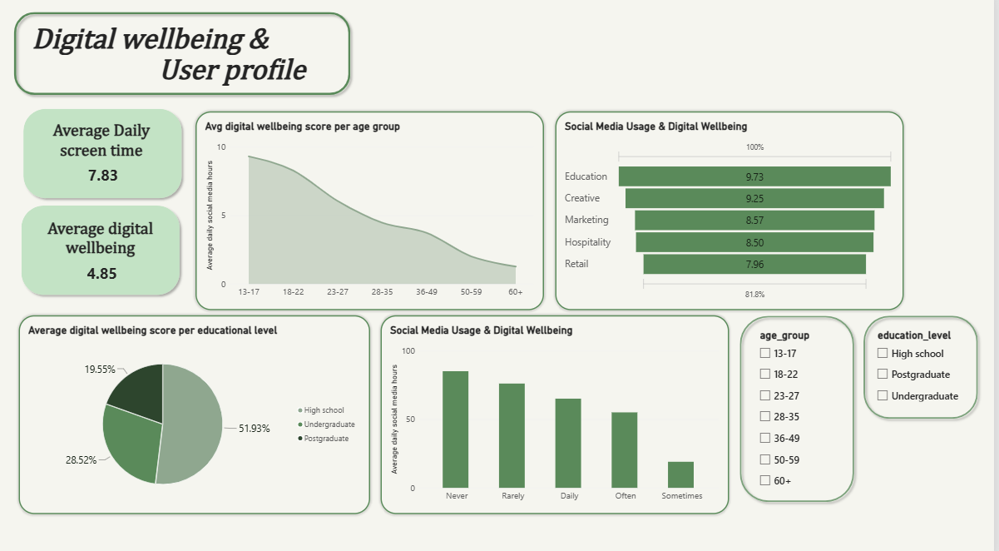 Digital wellbeing &
User profile
Average Daily
screen time
7.83
Average digital
wellbeing
4.85
Avg digital wellbeing score per age group
Average daily social media hours
10
5
0
13-17
18-22
23-27
28-35
36-49
50-59
60+
Social Media Usage & Digital Wellbeing
100%
Education
9.73
Creative
9.25
Marketing
8.57
Hospitality
8.50
Retail
7.96
81.8%
Average digital wellbeing score per educational level
19.55%
51.93%
28.52%
High school
Undergraduate
Postgraduate
Social Media Usage & Digital Wellbeing
Average daily social media hours
100
50
0
Never
Rarely
Daily
Often
Sometimes
age_group
13-17
18-22
23-27
28-35
36-49
50-59
60+
education_level
High school
Postgraduate
Undergraduate